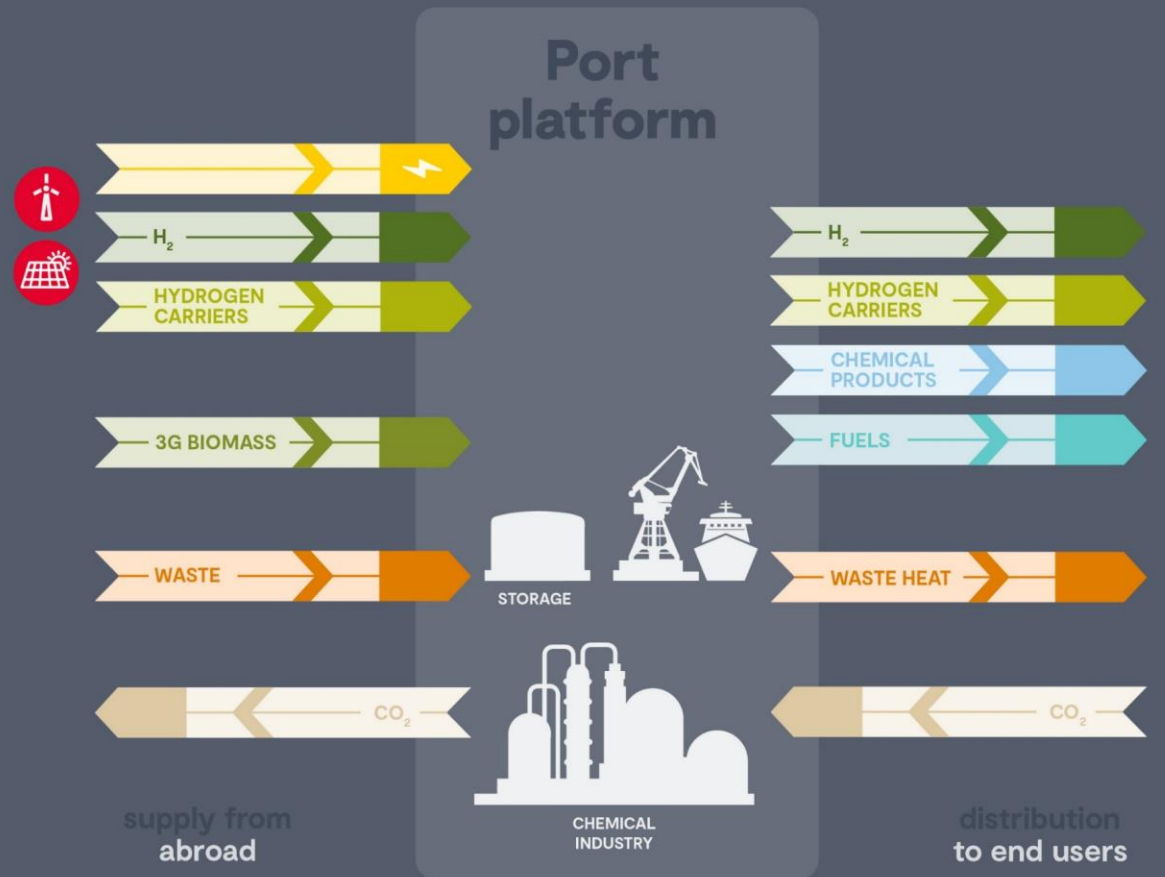 Port
platform
H₂
HYDROGEN
CARRIERS
3G BIOMASS
WASTE
CO₂
supply from
abroad
STORAGE
CHEMICAL
INDUSTRY
H₂
HYDROGEN
CARRIERS
CHEMICAL
PRODUCTS
FUELS
WASTE HEAT
CO₂
distribution
to end users